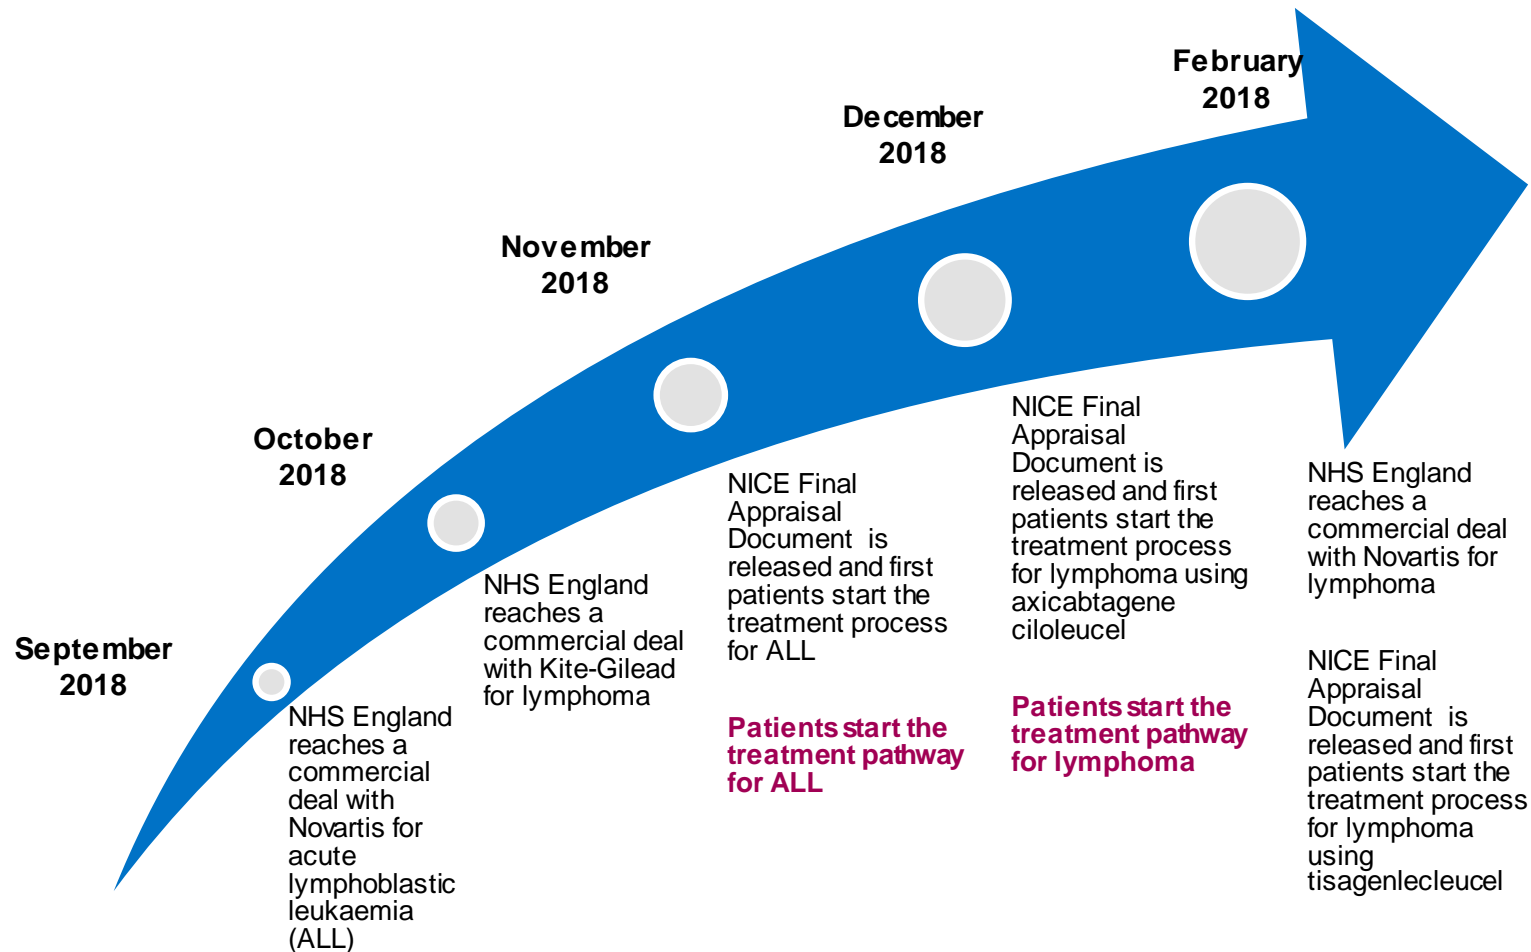 September
2018
NHS England
reaches a
commercial
deal with
Novartis for
acute
lymphoblastic
leukaemia
(ALL)
October
2018
NHS England
reaches a
commercial deal
with Kite-Gilead
for lymphoma
November
2018
NICE Final
Appraisal
Document is
released and first
patients start the
treatment process
for ALL
Patients start the
treatment pathway
for ALL
December
2018
NICE Final
Appraisal
Document is
released and first
patients start the
treatment process
for lymphoma using
axicabtagene
ciloleucel
Patients start the
treatment pathway
for lymphoma
February
2018
NHS England
reaches a
commercial deal
with Novartis for
lymphoma
NICE Final
Appraisal
Document is
released and first
patients start the
treatment process
for lymphoma
using
tisagenlecleucel